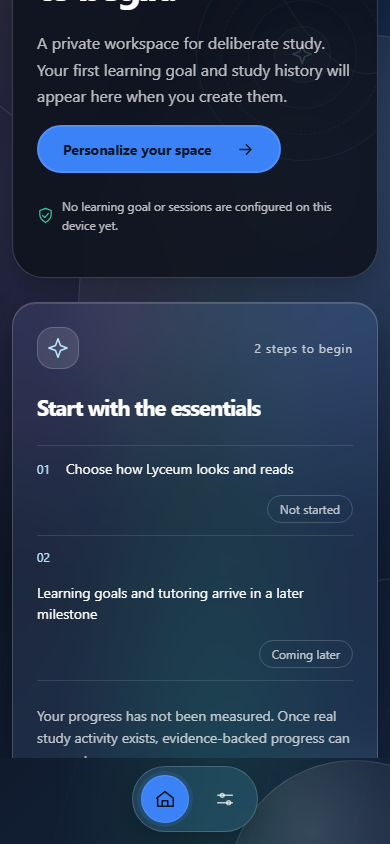 A private workspace for deliberate study.
Your first learning goal and study history will
appear here when you create them.
Personalize your space
No learning goal or sessions are configured on this
device yet.
2 steps to begin
Start with the essentials
01 Choose how Lyceum looks and reads
Not started
02
Learning goals and tutoring arrive in a later
milestone
Coming later
Your progress has not been measured. Once real
study activity exists, evidence-backed progress can